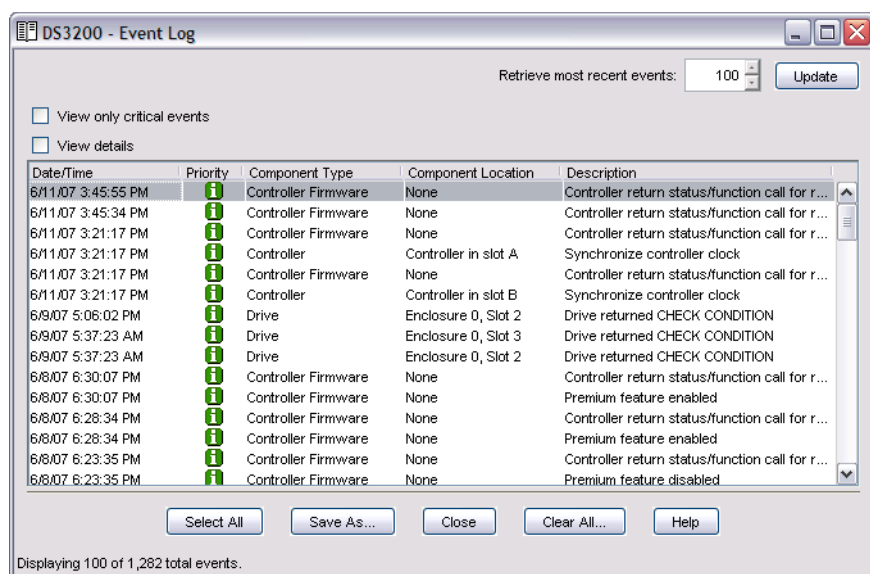 DS3200 - Event Log
Retrieve most recent events: 100 Update
View only critical events
View details
Date/Time Priority Component Type Component Location Description
6/11/07 3:45:55 PM Controller Firmware None Controller return status/function call for r...
6/11/07 3:45:34 PM Controller Firmware None Controller return status/function call for r...
6/11/07 3:21:17 PM Controller Firmware None Controller return status/function call for r...
6/11/07 3:21:17 PM Controller Controller in slot A Synchronize controller clock
6/11/07 3:21:17 PM Controller Firmware None Controller return status/function call for r...
6/11/07 3:21:17 PM Controller Controller in slot B Synchronize controller clock
6/9/07 5:06:02 PM Drive Enclosure 0, Slot 2 Drive returned CHECK CONDITION
6/9/07 5:37:23 AM Drive Enclosure 0, Slot 3 Drive returned CHECK CONDITION
6/9/07 5:37:23 AM Drive Enclosure 0, Slot 2 Drive returned CHECK CONDITION
6/8/07 6:30:07 PM Controller Firmware None Controller return status/function call for r...
6/8/07 6:30:07 PM Controller Firmware None Premium feature enabled
6/8/07 6:28:34 PM Controller Firmware None Controller return status/function call for r...
6/8/07 6:28:34 PM Controller Firmware None Premium feature enabled
6/8/07 6:23:35 PM Controller Firmware None Controller return status/function call for r...
6/8/07 6:23:35 PM Controller Firmware None Premium feature disabled
Select All Save As... Close Clear All... Help
Displaying 100 of 1,282 total events.